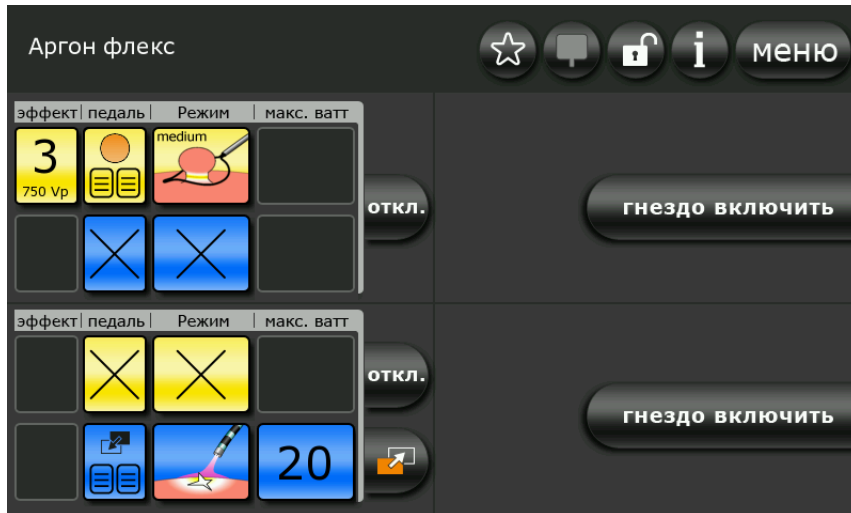 Аргон флекс
меню
эффект педаль Режим макс. ватт
3
750 Vp
medium
откл.
гнездо включить
эффект педаль Режим макс. ватт
откл.
гнездо включить
20